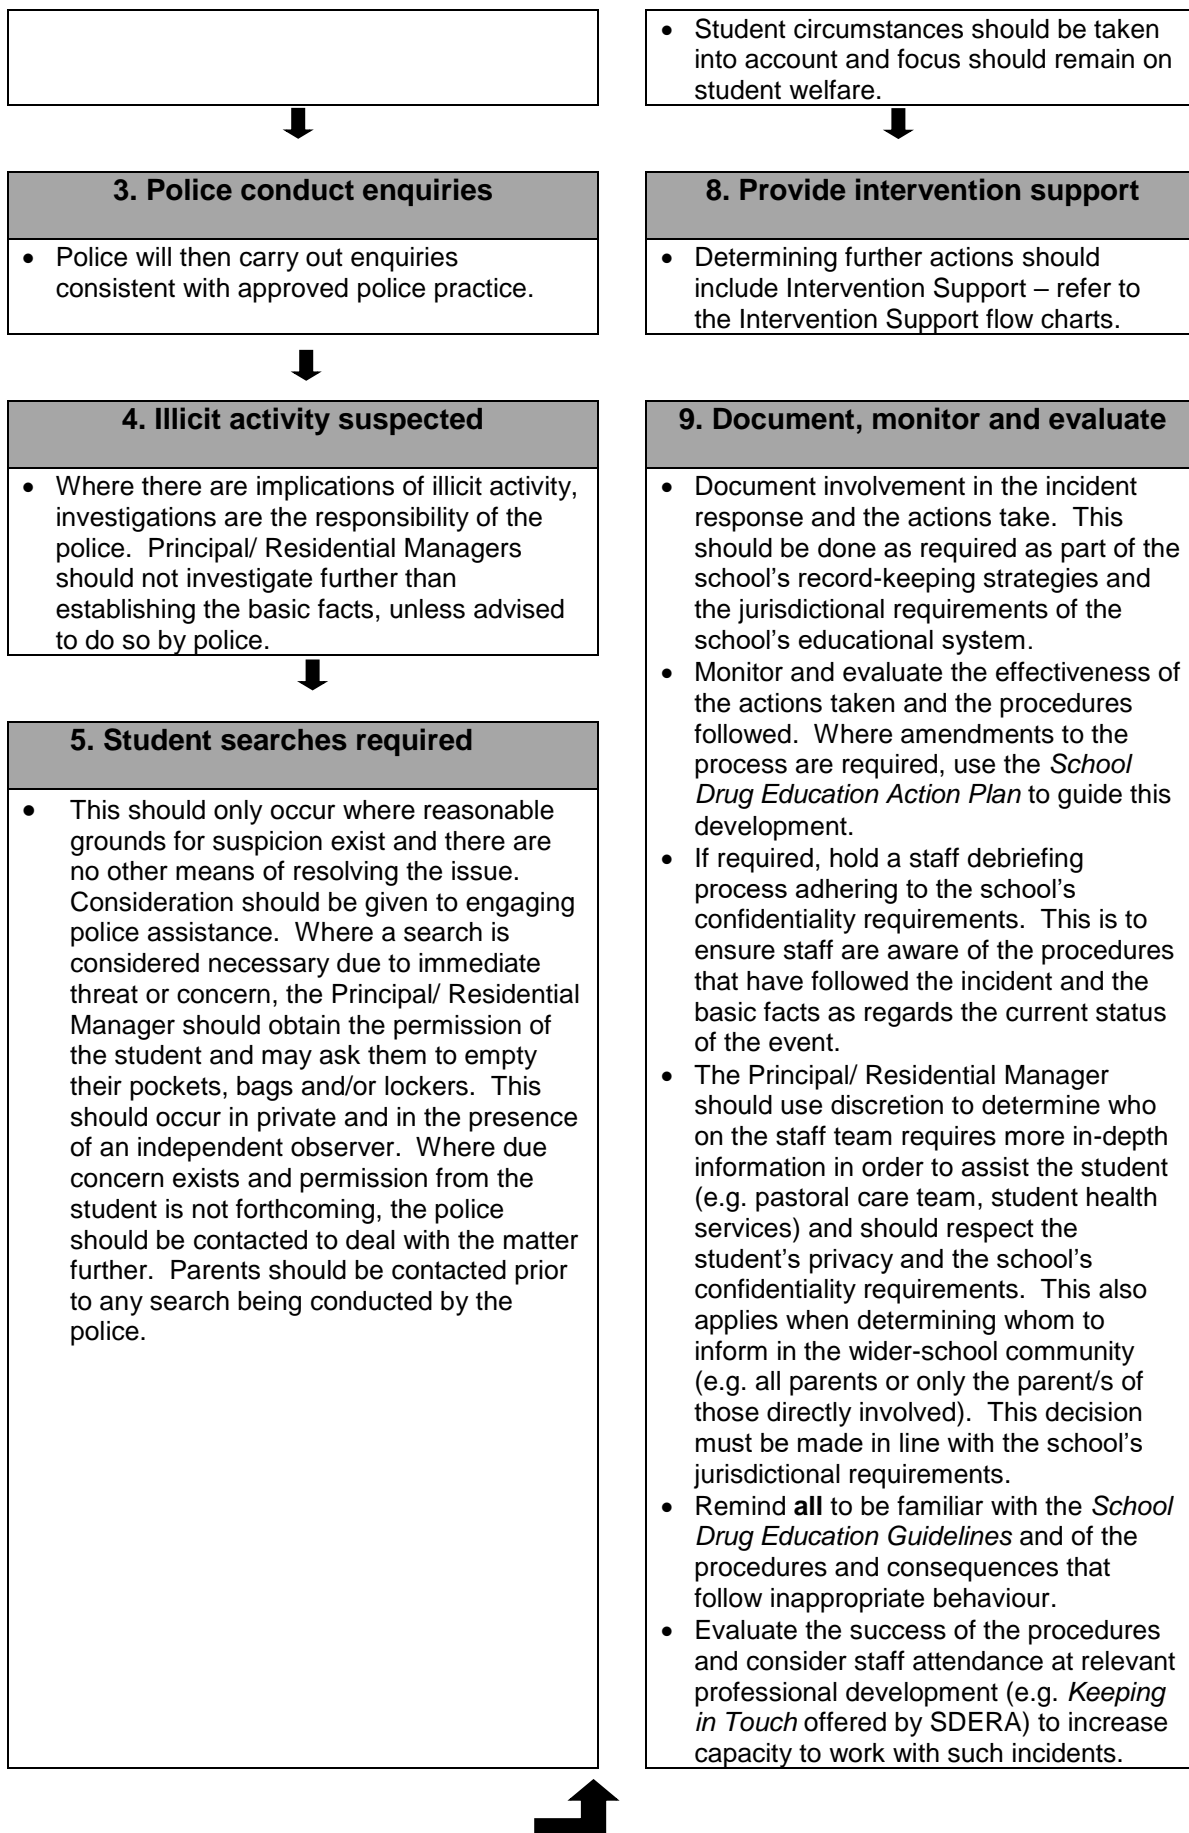 3. Police conduct enquiries
• Police will then carry out enquiries
consistent with approved police practice.
4. Illicit activity suspected
• Where there are implications of illicit activity,
investigations are the responsibility of the
police.  Principal/ Residential Managers
should not investigate further than
establishing the basic facts, unless advised
to do so by police.
5. Student searches required
• This should only occur where reasonable
grounds for suspicion exist and there are
no other means of resolving the issue.
Consideration should be given to engaging
police assistance.  Where a search is
considered necessary due to immediate
threat or concern, the Principal/ Residential
Manager should obtain the permission of
the student and may ask them to empty
their pockets, bags and/or lockers.  This
should occur in private and in the presence
of an independent observer.  Where due
concern exists and permission from the
student is not forthcoming, the police
should be contacted to deal with the matter
further.  Parents should be contacted prior
to any search being conducted by the
police.
• Student circumstances should be taken
into account and focus should remain on
student welfare.
8. Provide intervention support
• Determining further actions should
include Intervention Support – refer to
the Intervention Support flow charts.
9. Document, monitor and evaluate
• Document involvement in the incident
response and the actions take.  This
should be done as required as part of the
school's record-keeping strategies and
the jurisdictional requirements of the
school's educational system.
• Monitor and evaluate the effectiveness of
the actions taken and the procedures
followed.  Where amendments to the
process are required, use the School
Drug Education Action Plan to guide this
development.
• If required, hold a staff debriefing
process adhering to the school's
confidentiality requirements.  This is to
ensure staff are aware of the procedures
that have followed the incident and the
basic facts as regards the current status
of the event.
• The Principal/ Residential Manager
should use discretion to determine who
on the staff team requires more in-depth
information in order to assist the student
(e.g. pastoral care team, student health
services) and should respect the
student's privacy and the school's
confidentiality requirements.  This also
applies when determining whom to
inform in the wider-school community
(e.g. all parents or only the parent/s of
those directly involved).  This decision
must be made in line with the school's
jurisdictional requirements.
• Remind all to be familiar with the School
Drug Education Guidelines and of the
procedures and consequences that
follow inappropriate behaviour.
• Evaluate the success of the procedures
and consider staff attendance at relevant
professional development (e.g. Keeping
in Touch offered by SDERA) to increase
capacity to work with such incidents.